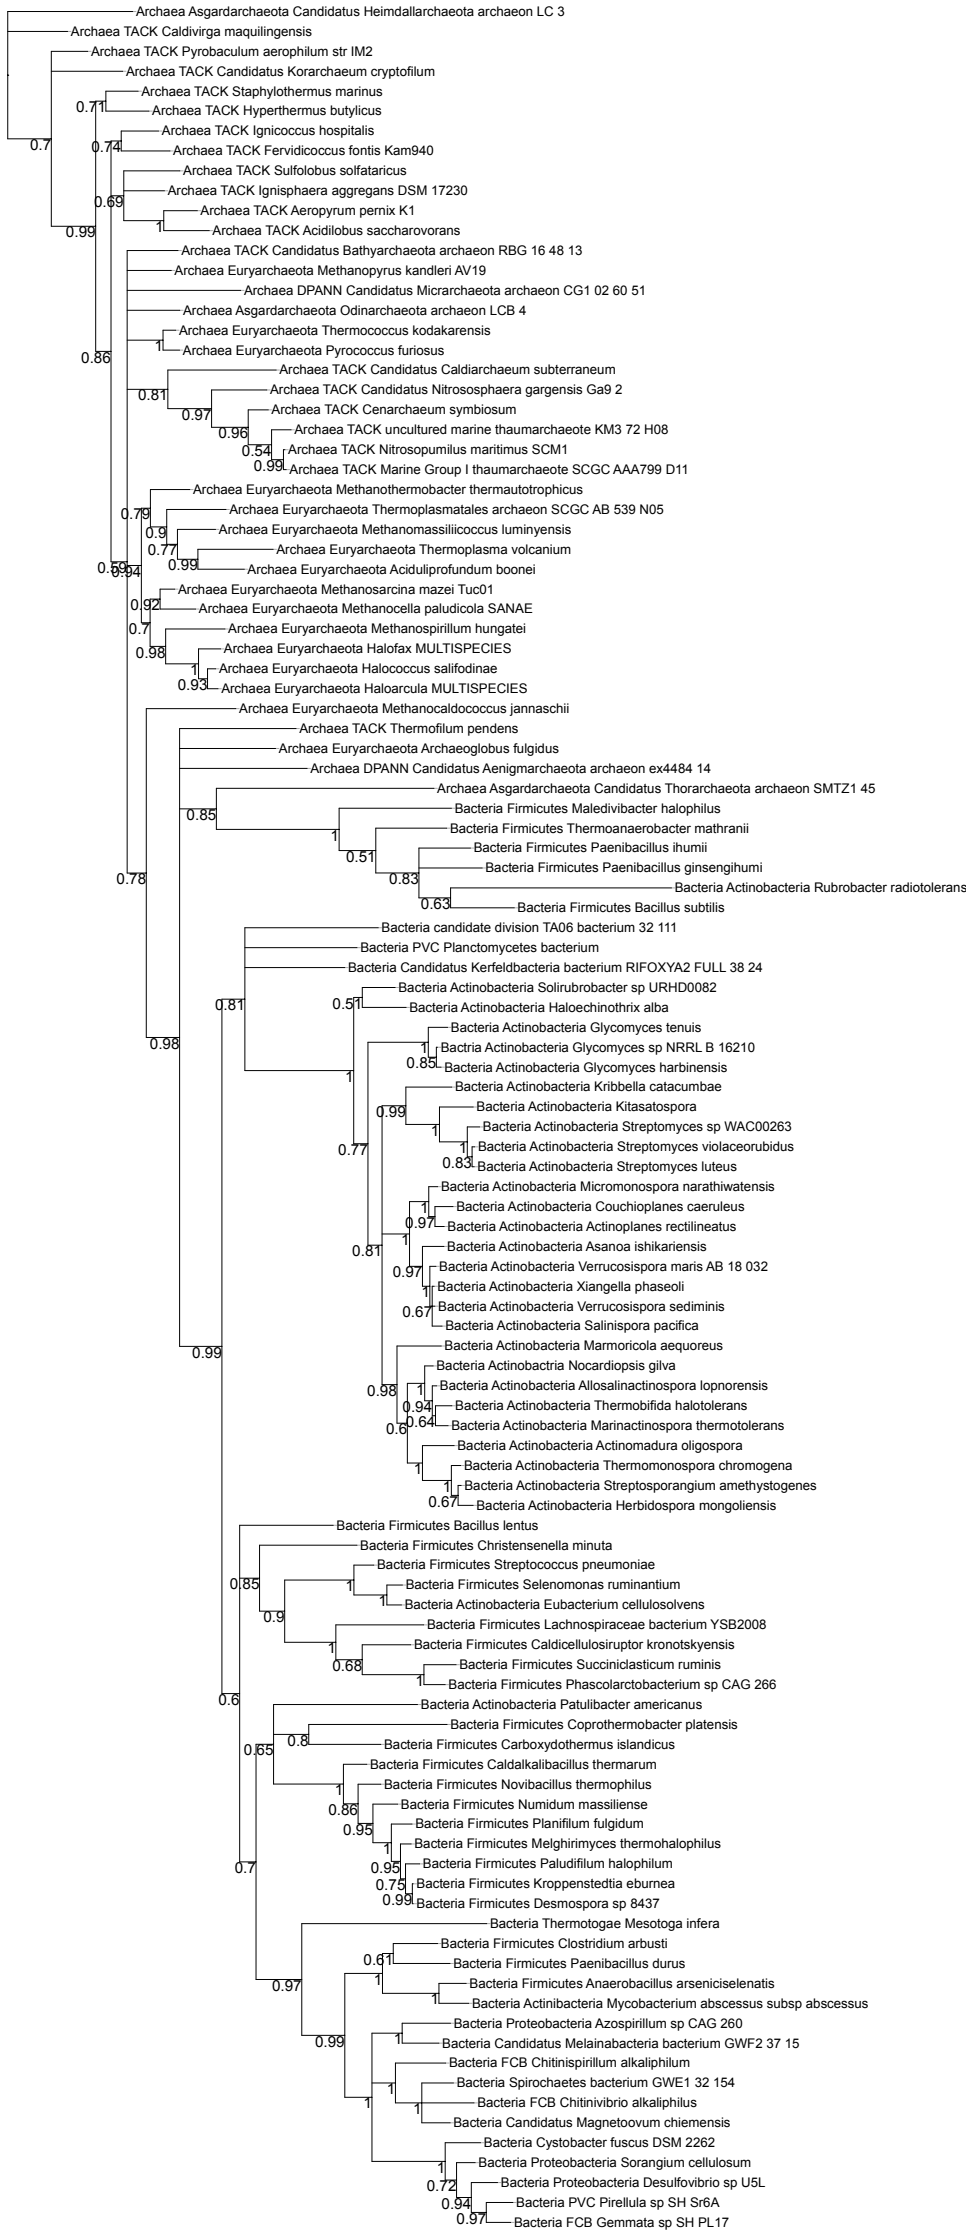 Archaea Asgardarchaeota Candidatus Heimdallarchaeota archaeon LC 3
Archaea TACK Caldivirga maquilingensis
Archaea TACK Pyrobaculum aerophilum str IM2
Archaea TACK Candidatus Korarchaeum cryptofilum
Archaea TACK Staphylothermus marinus
0.71
Archaea TACK Hyperthermus butylicus
Archaea TACK Ignicoccus hospitalis
0.7
0.74
Archaea TACK Fervidicoccus fontis Kam940
Archaea TACK Sulfolobus solfataricus
Archaea TACK Ignisphaera aggregans DSM 17230
0.69
Archaea TACK Aeropyrum pernix K1
0.99
1
Archaea TACK Acidilobus saccharovorans
Archaea TACK Candidatus Bathyarchaeota archaeon RBG 16 48 13
Archaea Euryarchaeota Methanopyrus kandleri AV19
Archaea DPANN Candidatus Micrarchaeota archaeon CG1 02 60 51
Archaea Asgardarchaeota Odinarchaeota archaeon LCB 4
Archaea Euryarchaeota Thermococcus kodakarensis
0.86
1
Archaea Euryarchaeota Pyrococcus furiosus
Archaea TACK Candidatus Caldiarchaeum subterraneum
0.81
Archaea TACK Candidatus Nitrososphaera gargensis Ga9 2
0.97
Archaea TACK Cenarchaeum symbiosum
0.96
Archaea TACK uncultured marine thaumarchaeote KM3 72 H08
0.54
Archaea TACK Nitrosopumilus maritimus SCM1
0.99
Archaea TACK Marine Group I thaumarchaeote SCGC AAA799 D11
Archaea Euryarchaeota Methanothermobacter thermautotrophicus
0.79
Archaea Euryarchaeota Thermoplasmatales archaeon SCGC AB 539 N05
0.9
Archaea Euryarchaeota Methanomassiliicoccus luminyensis
0.77
Archaea Euryarchaeota Thermoplasma volcanium
0.59
0.94
0.99
Archaea Euryarchaeota Aciduliprofundum boonei
Archaea Euryarchaeota Methanosarcina mazei Tuc01
0.92
Archaea Euryarchaeota Methanocella paludicola SANAE
0.7
Archaea Euryarchaeota Methanospirillum hungatei
0.98
Archaea Euryarchaeota Halofax MULTISPECIES
1
Archaea Euryarchaeota Halococcus salifodinae
0.93
Archaea Euryarchaeota Haloarcula MULTISPECIES
Archaea Euryarchaeota Methanocaldococcus jannaschii
Archaea TACK Thermofilum pendens
Archaea Euryarchaeota Archaeoglobus fulgidus
Archaea DPANN Candidatus Aenigmarchaeota archaeon ex4484 14
Archaea Asgardarchaeota Candidatus Thorarchaeota archaeon SMTZ1 45
0.85
Bacteria Firmicutes Maledivibacter halophilus
1
Bacteria Firmicutes Thermoanaerobacter mathranii
0.51
Bacteria Firmicutes Paenibacillus ihumii
Bacteria Firmicutes Paenibacillus ginsengihumi
0.78
0.83
Bacteria Actinobacteria Rubrobacter radiotolerans
0.63
Bacteria Firmicutes Bacillus subtilis
Bacteria candidate division TA06 bacterium 32 111
Bacteria PVC Planctomycetes bacterium
Bacteria Candidatus Kerfeldbacteria bacterium RIFOXYA2 FULL 38 24
Bacteria Actinobacteria Solirubrobacter sp URHD0082
0.81
0.51
Bacteria Actinobacteria Haloechinothrix alba
Bacteria Actinobacteria Glycomyces tenuis
0.98
1
Bactria Actinobacteria Glycomyces sp NRRL B 16210
0.85
Bacteria Actinobacteria Glycomyces harbinensis
1
Bacteria Actinobacteria Kribbella catacumbae
0.99
Bacteria Actinobacteria Kitasatospora
1
Bacteria Actinobacteria Streptomyces sp WAC00263
0.77
1
Bacteria Actinobacteria Streptomyces violaceorubidus
0.83
Bacteria Actinobacteria Streptomyces luteus
Bacteria Actinobacteria Micromonospora narathiwatensis
1
Bacteria Actinobacteria Couchioplanes caeruleus
0.97
Bacteria Actinobacteria Actinoplanes rectilineatus
1
0.81
Bacteria Actinobacteria Asanoa ishikariensis
0.97
Bacteria Actinobacteria Verrucosispora maris AB 18 032
1
Bacteria Actinobacteria Xiangella phaseoli
0.67
Bacteria Actinobacteria Verrucosispora sediminis
Bacteria Actinobacteria Salinispora pacifica
0.99
Bacteria Actinobacteria Marmoricola aequoreus
Bacteria Actinobactria Nocardiopsis gilva
0.98
1
Bacteria Actinobacteria Allosalinactinospora lopnorensis
0.94
Bacteria Actinobacteria Thermobifida halotolerans
0.6
0.64
Bacteria Actinobacteria Marinactinospora thermotolerans
Bacteria Actinobacteria Actinomadura oligospora
1
Bacteria Actinobacteria Thermomonospora chromogena
1
Bacteria Actinobacteria Streptosporangium amethystogenes
0.67
Bacteria Actinobacteria Herbidospora mongoliensis
Bacteria Firmicutes Bacillus lentus
Bacteria Firmicutes Christensenella minuta
Bacteria Firmicutes Streptococcus pneumoniae
0.85
1
Bacteria Firmicutes Selenomonas ruminantium
1
Bacteria Actinobacteria Eubacterium cellulosolvens
0.9
Bacteria Firmicutes Lachnospiraceae bacterium YSB2008
1
Bacteria Firmicutes Caldicellulosiruptor kronotskyensis
0.68
Bacteria Firmicutes Succiniclasticum ruminis
1
Bacteria Firmicutes Phascolarctobacterium sp CAG 266
0.6
Bacteria Actinobacteria Patulibacter americanus
Bacteria Firmicutes Coprothermobacter platensis
0.65
0.8
Bacteria Firmicutes Carboxydothermus islandicus
Bacteria Firmicutes Caldalkalibacillus thermarum
1
Bacteria Firmicutes Novibacillus thermophilus
0.86
Bacteria Firmicutes Numidum massiliense
0.95
Bacteria Firmicutes Planifilum fulgidum
1
Bacteria Firmicutes Melghirimyces thermohalophilus
0.7
0.95
Bacteria Firmicutes Paludifilum halophilum
0.75
Bacteria Firmicutes Kroppenstedtia eburnea
0.99
Bacteria Firmicutes Desmospora sp 8437
Bacteria Thermotogae Mesotoga infera
Bacteria Firmicutes Clostridium arbusti
0.61
Bacteria Firmicutes Paenibacillus durus
0.97
1
Bacteria Firmicutes Anaerobacillus arseniciselenatis
1
Bacteria Actinibacteria Mycobacterium abscessus subsp abscessus
Bacteria Proteobacteria Azospirillum sp CAG 260
0.99
1
Bacteria Candidatus Melainabacteria bacterium GWF2 37 15
Bacteria FCB Chitinispirillum alkaliphilum
1
Bacteria Spirochaetes bacterium GWE1 32 154
1
1
Bacteria FCB Chitinivibrio alkaliphilus
Bacteria Candidatus Magnetoovum chiemensis
Bacteria Cystobacter fuscus DSM 2262
1
Bacteria Proteobacteria Sorangium cellulosum
0.72
Bacteria Proteobacteria Desulfovibrio sp U5L
0.94
Bacteria PVC Pirellula sp SH Sr6A
0.97
Bacteria FCB Gemmata sp SH PL17